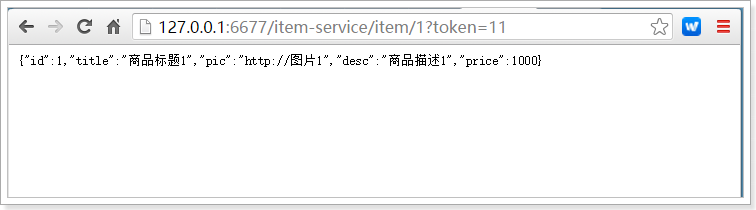 127.0.0.1:6677/item-service/item/1?token=11
{"id":1,"title":"商品标题1","pic":"http://图片1","desc":"商品描述1","price":1000}